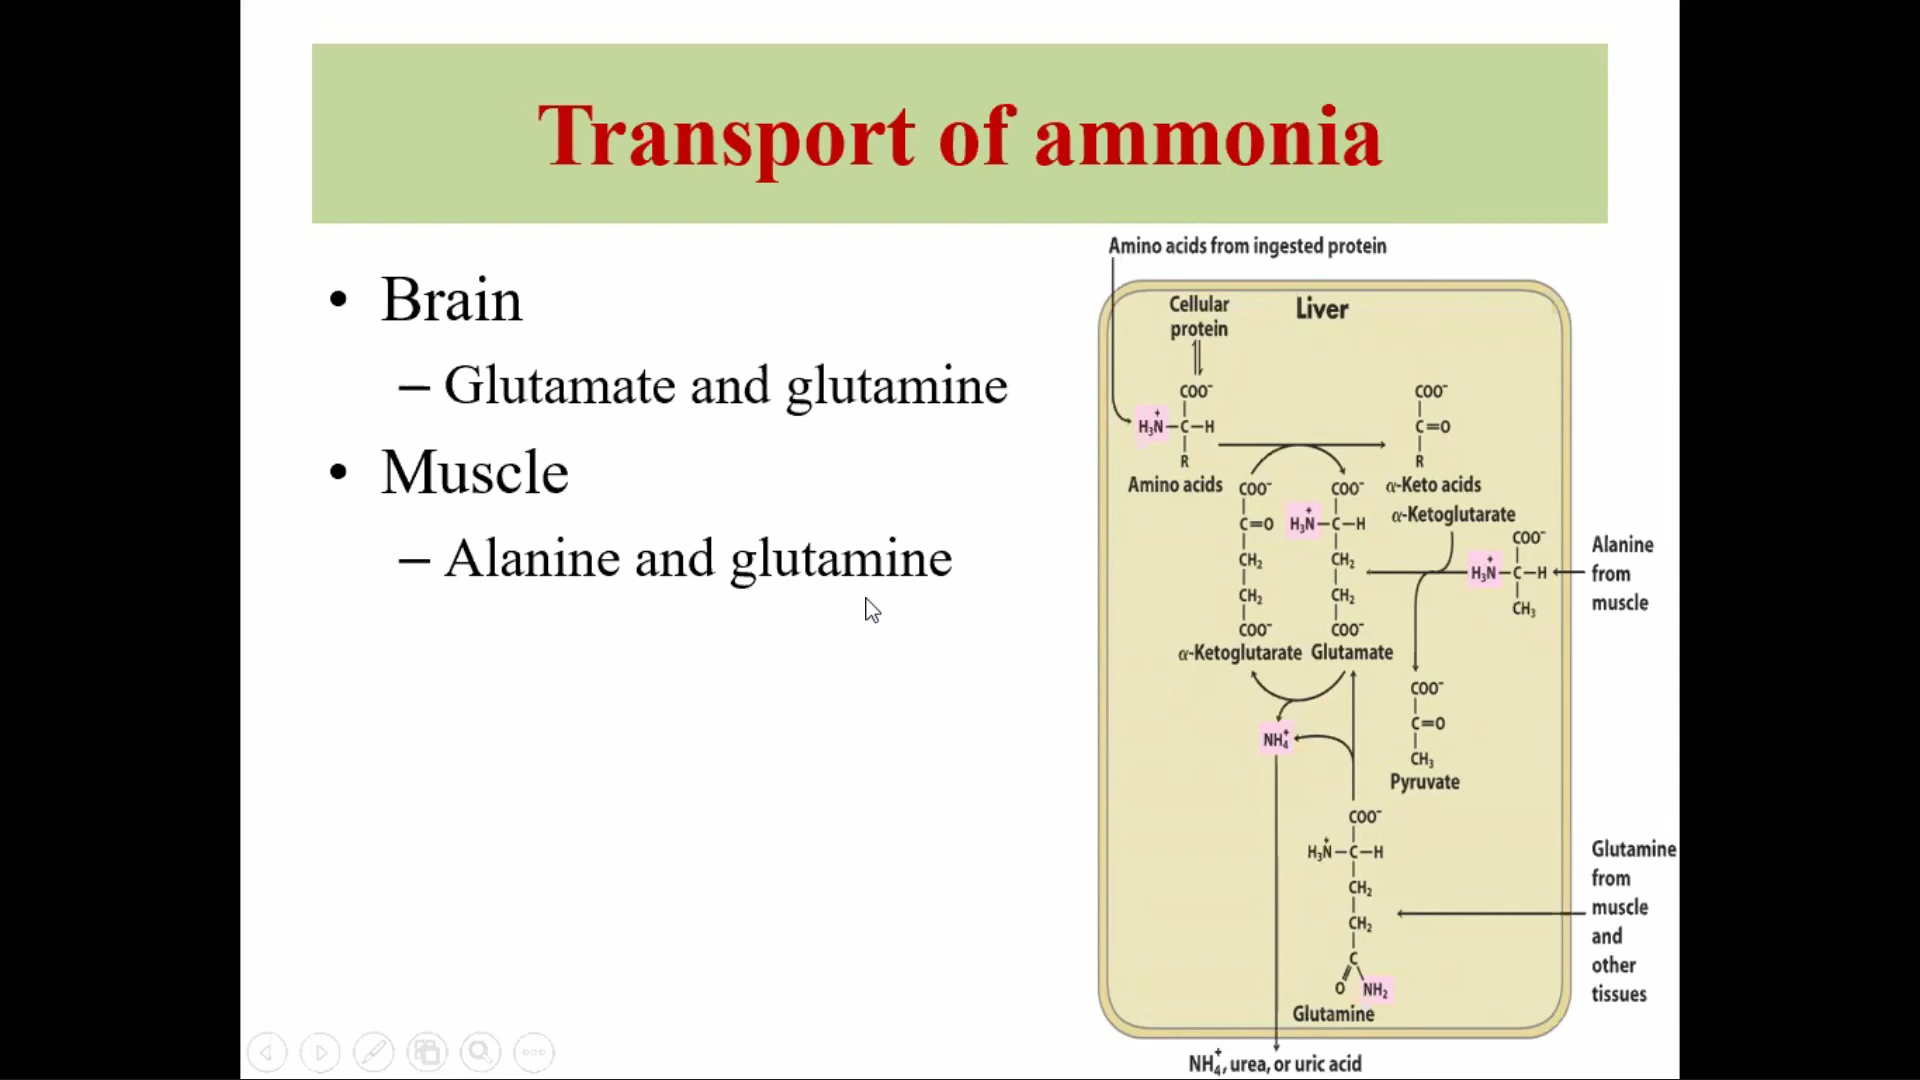 Transport of ammonia
• Brain
– Glutamate and glutamine
• Muscle
– Alanine and glutamine
Amino acids from ingested protein
Cellular
protein
Liver
COO⁻
H₃N⁺–C–H
R
Amino acids
COO⁻
C=O
R
α-Keto acids
COO⁻
C=O
CH₂
CH₂
COO⁻
α-Ketoglutarate
COO⁻
H₃N⁺–C–H
CH₂
CH₂
COO⁻
Glutamate
α-Ketoglutarate
COO⁻
H₃N⁺–C–H
CH₃
Alanine
from
muscle
COO⁻
C=O
CH₃
Pyruvate
NH₄⁺
COO⁻
H₃N⁺–C–H
CH₂
CH₂
C
O NH₂
Glutamine
Glutamine
from
muscle
and
other
tissues
NH₄⁺, urea, or uric acid